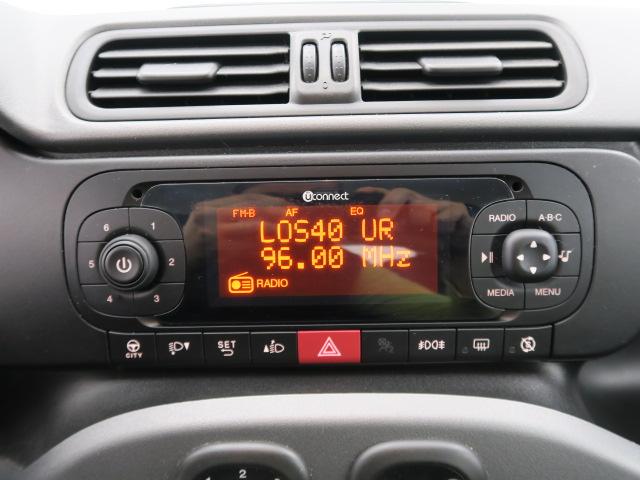 uconnect
FM-B AF EQ
LOS40 UR
96.00 MHz
RADIO
6 1
5 2
4 3
RADIO A·B·C
MEDIA MENU
CITY
SET
2